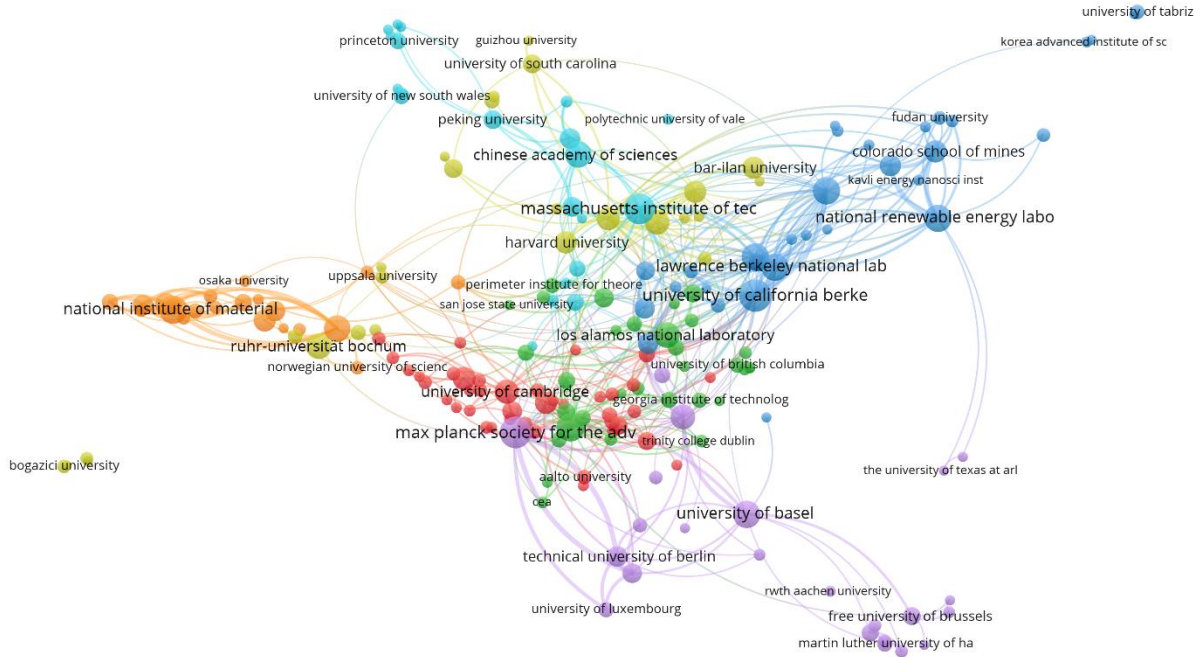 university of tabriz
princeton university
guizhou university
korea advanced institute of sc
university of south carolina
university of new south wales
peking university
polytechnic university of vale
fudan university
chinese academy of sciences
bar-ilan university
colorado school of mines
kavli energy nanosci inst
massachusetts institute of tec
national renewable energy labo
harvard university
lawrence berkeley national lab
osaka university
uppsala university
perimeter institute for theore
university of california berke
national institute of material
san jose state university
los alamos national laboratory
ruhr-universität bochum
norwegian university of scienc
university of british columbia
university of cambridge
georgia institute of technolog
max planck society for the adv
trinity college dublin
bogazici university
aalto university
the university of texas at arl
cea
university of basel
technical university of berlin
rwth aachen university
university of luxembourg
free university of brussels
martin luther university of ha